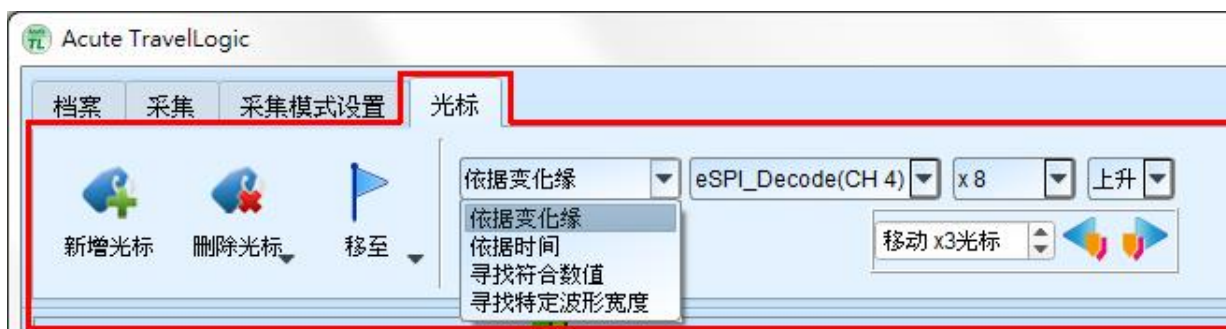 Acute TravelLogic
档案 采集 采集模式设置 光标
依据变化缘 eSPI_Decode(CH 4) x 8 上升
依据变化缘
依据时间
寻找符合数值
寻找特定波形宽度
移动 x3光标
新增光标 删除光标 移至